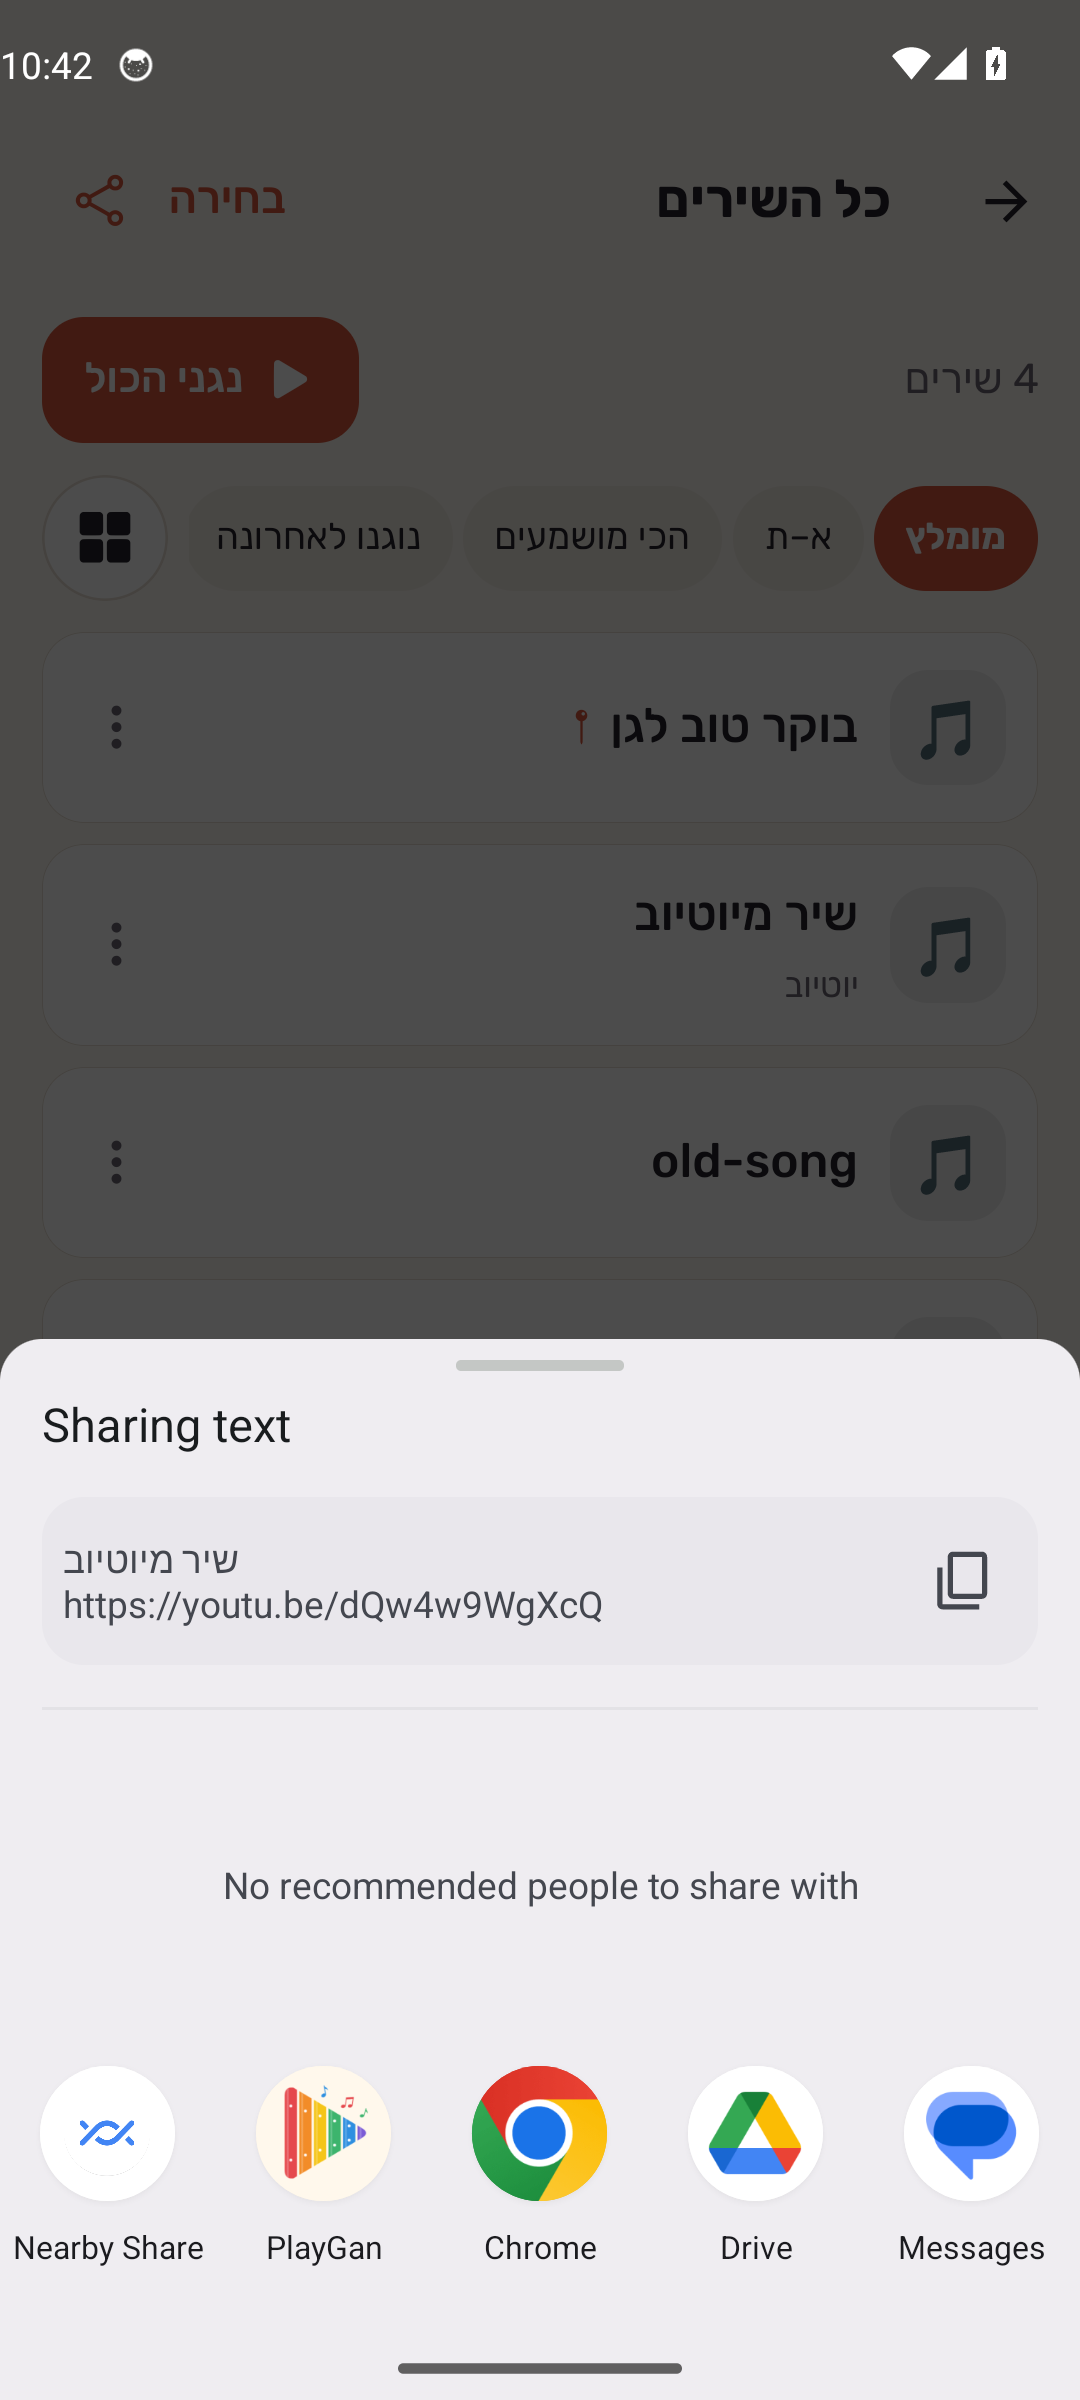 10:42
כל השירים
בחירה
4 שירים
נגני הכול
מומלץ
א-ת
הכי מושמעים
נוגנו לאחרונה
בוקר טוב לגן
שיר מיוטיוב
יוטיוב
old-song
Sharing text
שיר מיוטיוב
https://youtu.be/dQw4w9WgXcQ
No recommended people to share with
Nearby Share
PlayGan
Chrome
Drive
Messages